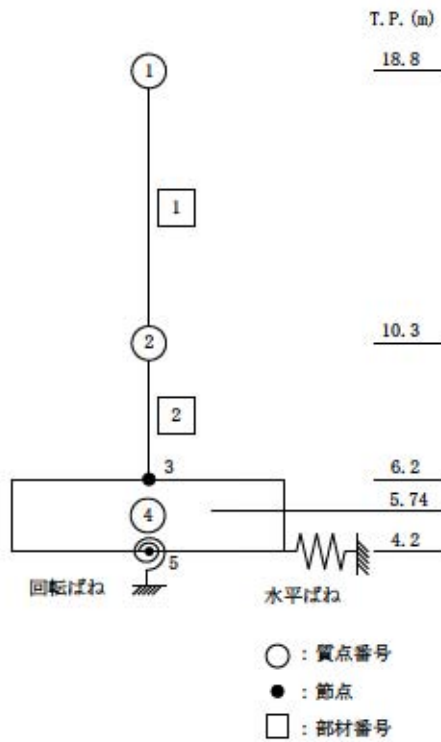 T.P.(m)
1
18.8
1
2
10.3
2
3
6.2
4
5.74
5
4.2
回転ばね
水平ばね
○ : 質点番号
● : 節点
□ : 部材番号